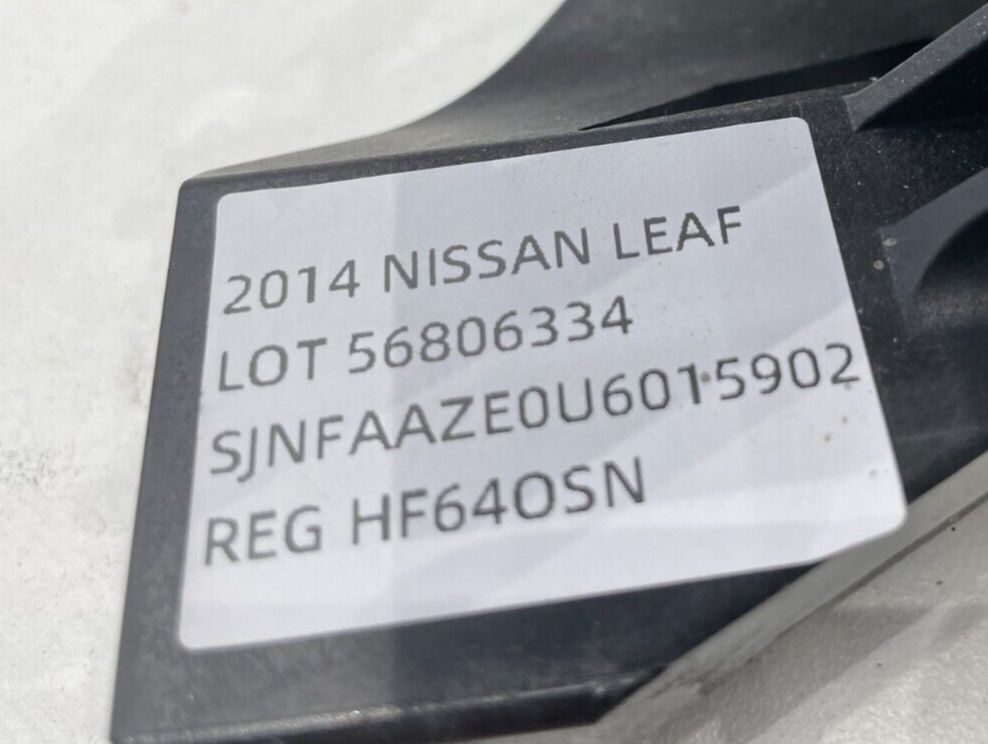 2014 NISSAN LEAF
LOT 56806334
SJNFAAZE0U6015902
REG HF64OSN